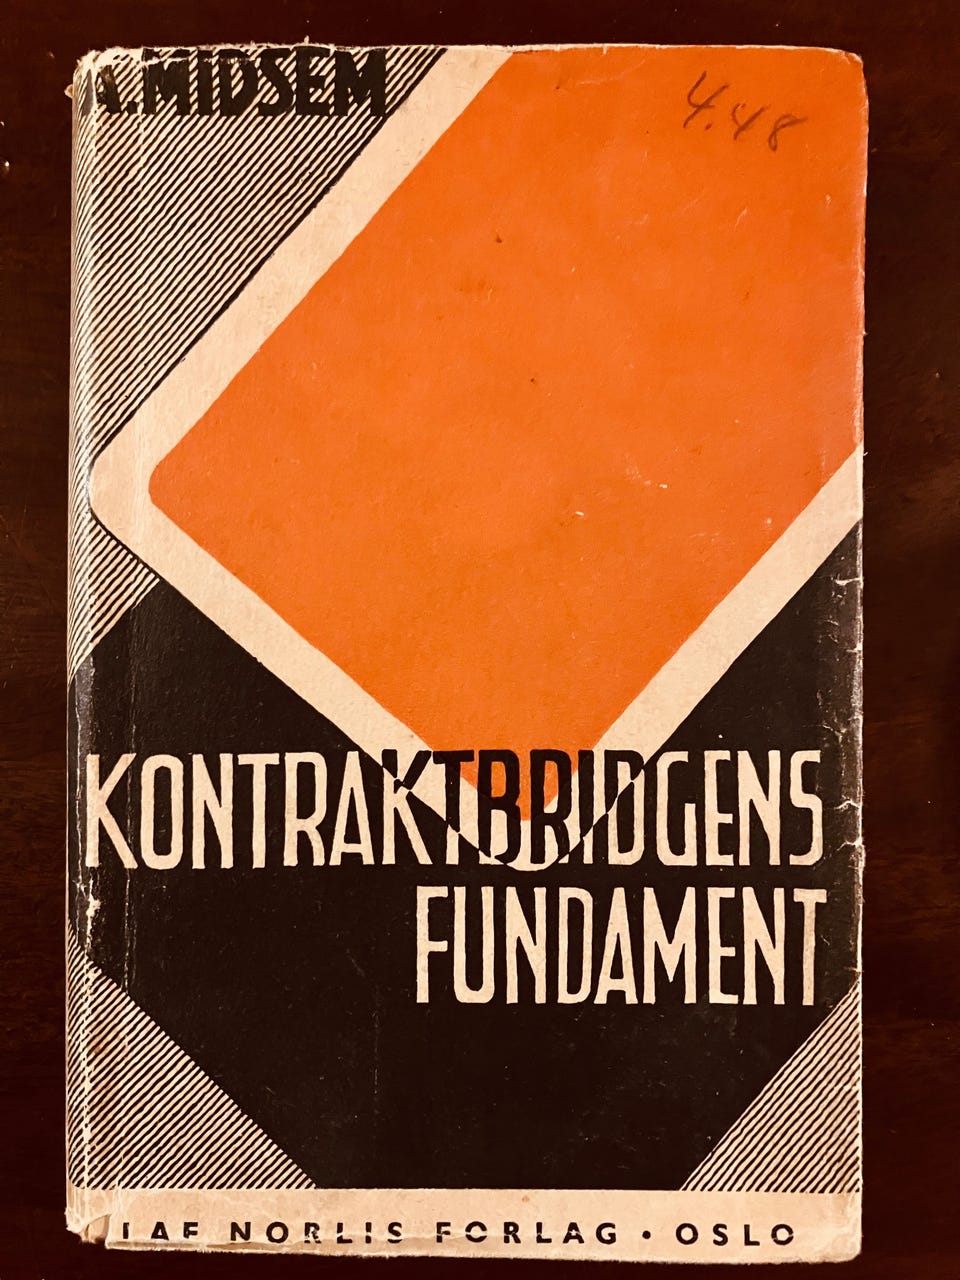 A. MIDSEM
4.48
KONTRAKTBRIDGENS
FUNDAMENT
NORLIS FORLAG • OSLO